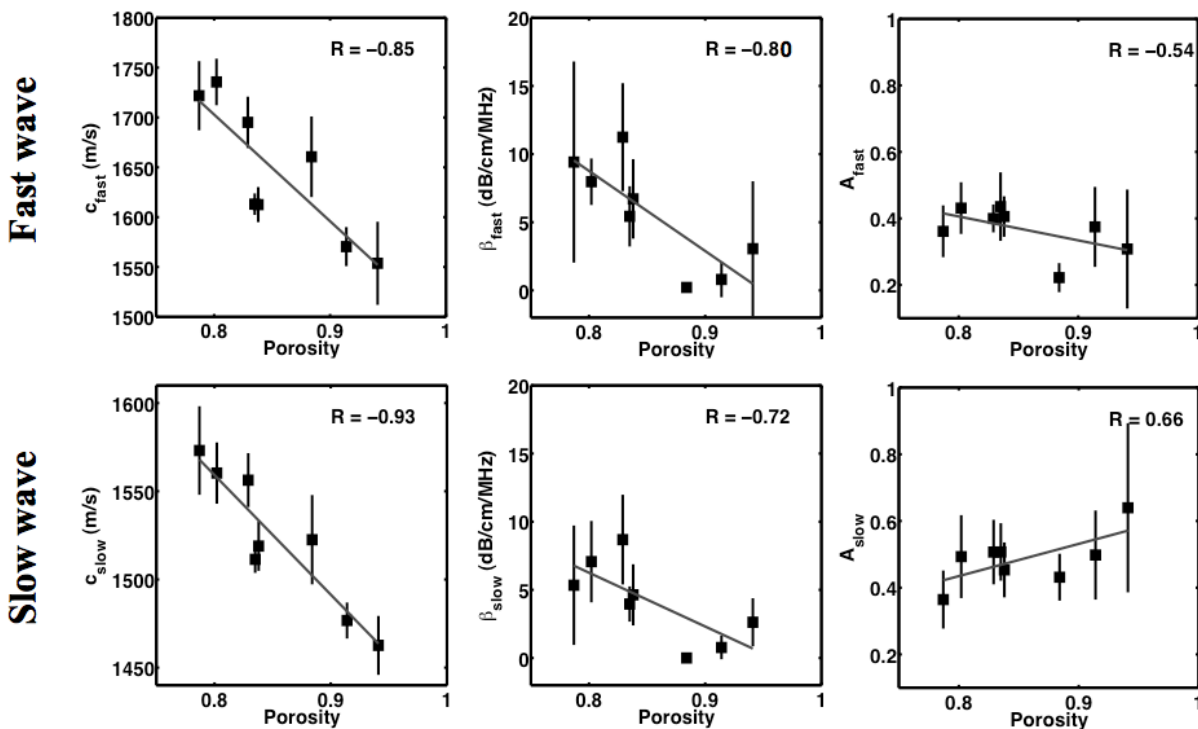 Fast wave
1800
1750
1700
1650
1600
1550
1500
c_fast (m/s)
R = −0.85
0.8 0.9 1
Porosity
20
15
10
5
0
β_fast (dB/cm/MHz)
R = −0.80
0.8 0.9 1
Porosity
1
0.8
0.6
0.4
0.2
A_fast
R = −0.54
0.8 0.9 1
Porosity
Slow wave
1600
1550
1500
1450
c_slow (m/s)
R = −0.93
0.8 0.9 1
Porosity
20
15
10
5
0
β_slow (dB/cm/MHz)
R = −0.72
0.8 0.9 1
Porosity
1
0.8
0.6
0.4
0.2
A_slow
R = 0.66
0.8 0.9 1
Porosity